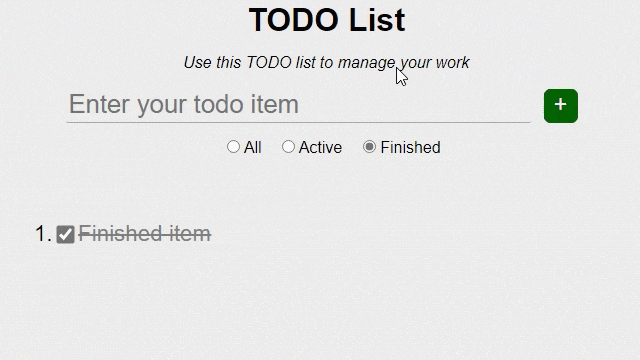 TODO List
Use this TODO list to manage your work
Enter your todo item
+
All Active Finished
1. Finished item